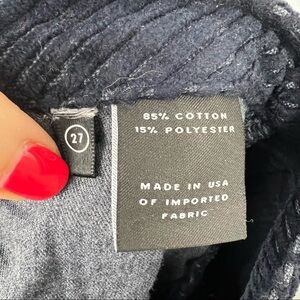 27
85% COTTON
15% POLYESTER
MADE IN USA
OF IMPORTED
FABRIC